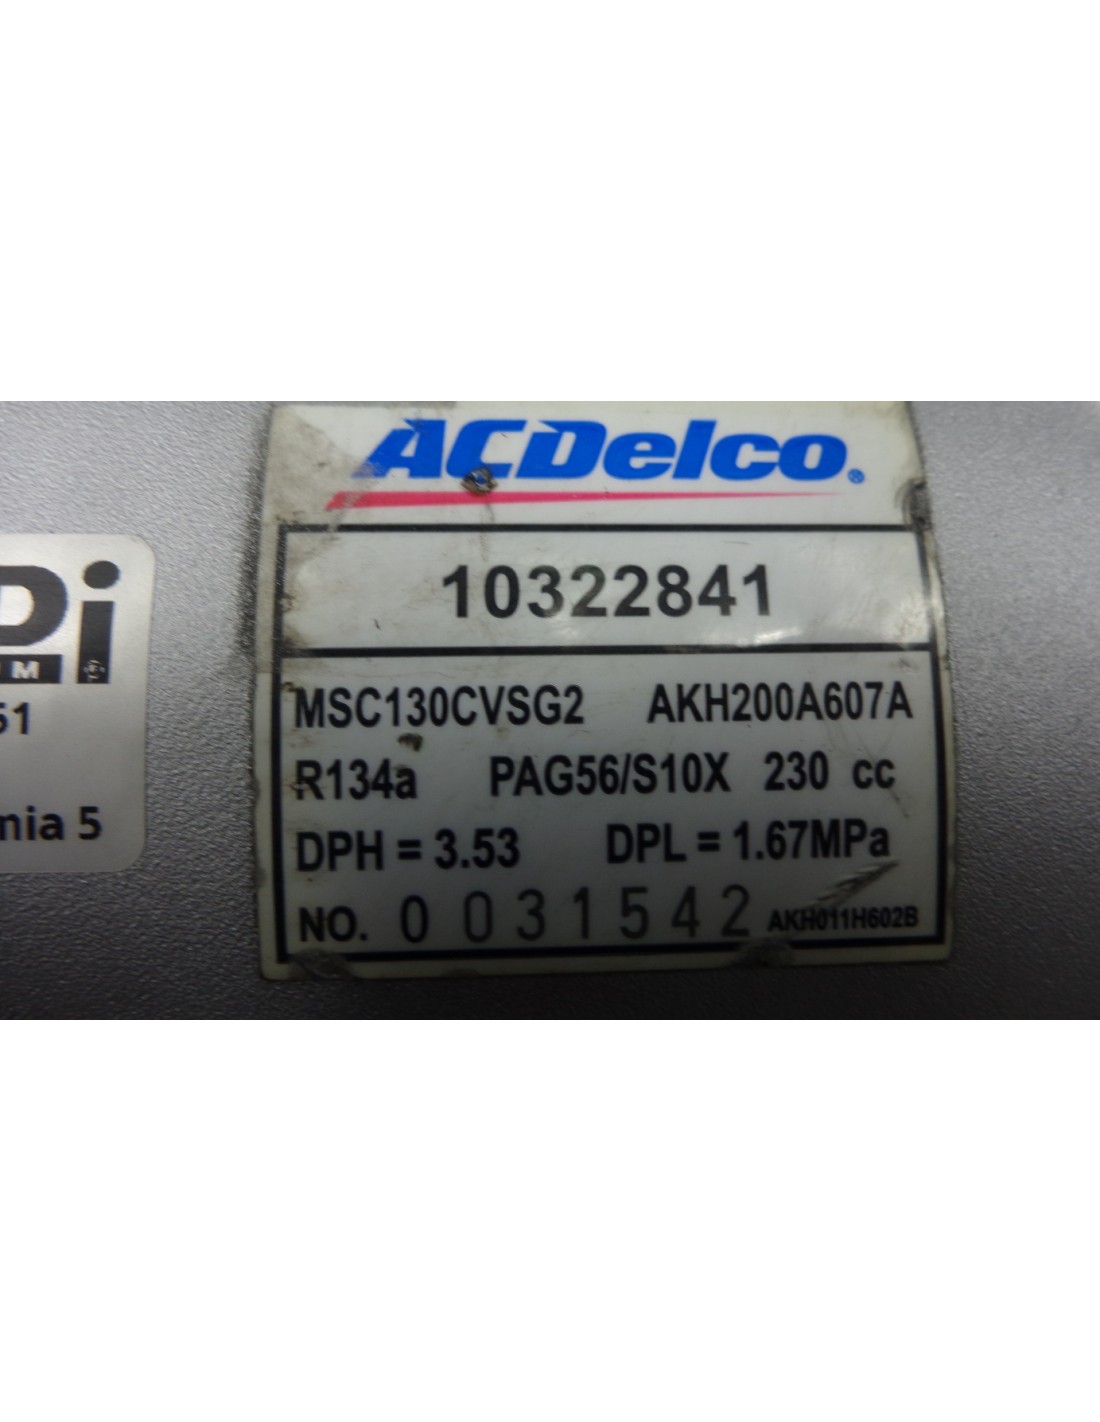 ACDelco®
10322841
MSC130CVSG2 AKH200A607A
R134a PAG56/S10X 230 cc
DPH = 3.53 DPL = 1.67MPa
NO. 0031542 AKH011H602B
Di
M
51
nia 5